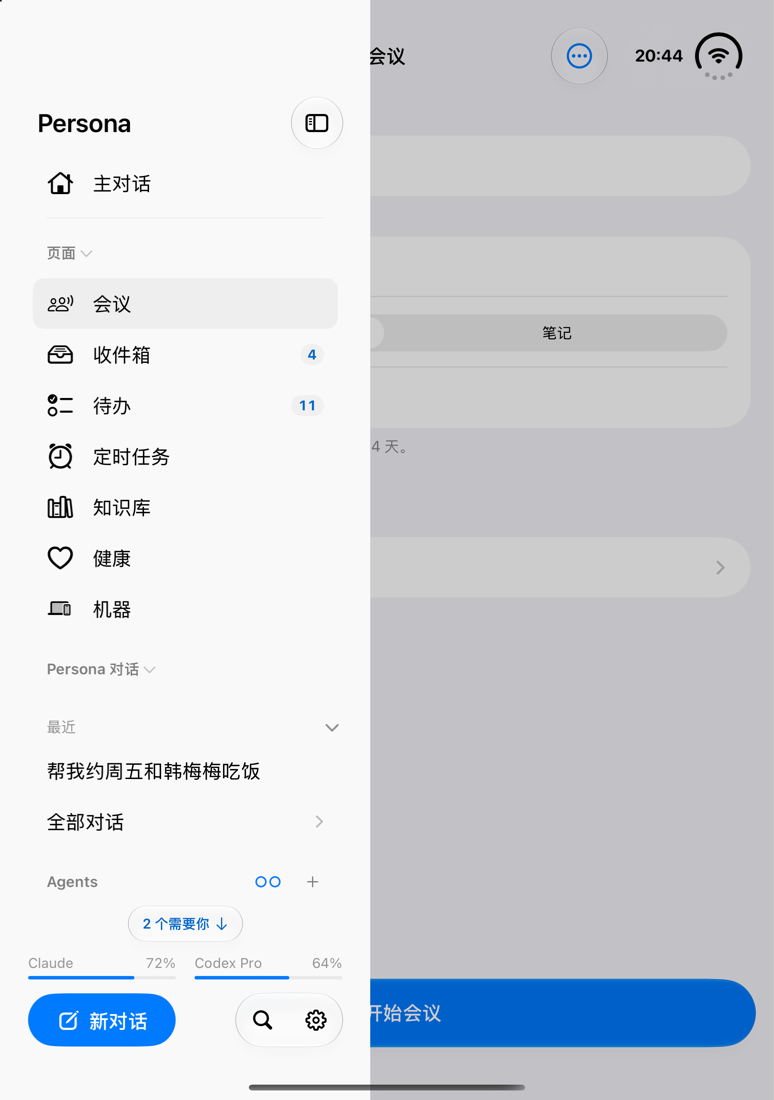 会议
20:44
Persona
主对话
页面
会议
收件箱 4
笔记
待办 11
4 天。
定时任务
知识库
健康
机器
Persona 对话
最近
帮我约周五和韩梅梅吃饭
全部对话
Agents
2 个需要你
Claude 72% Codex Pro 64%
新对话
开始会议